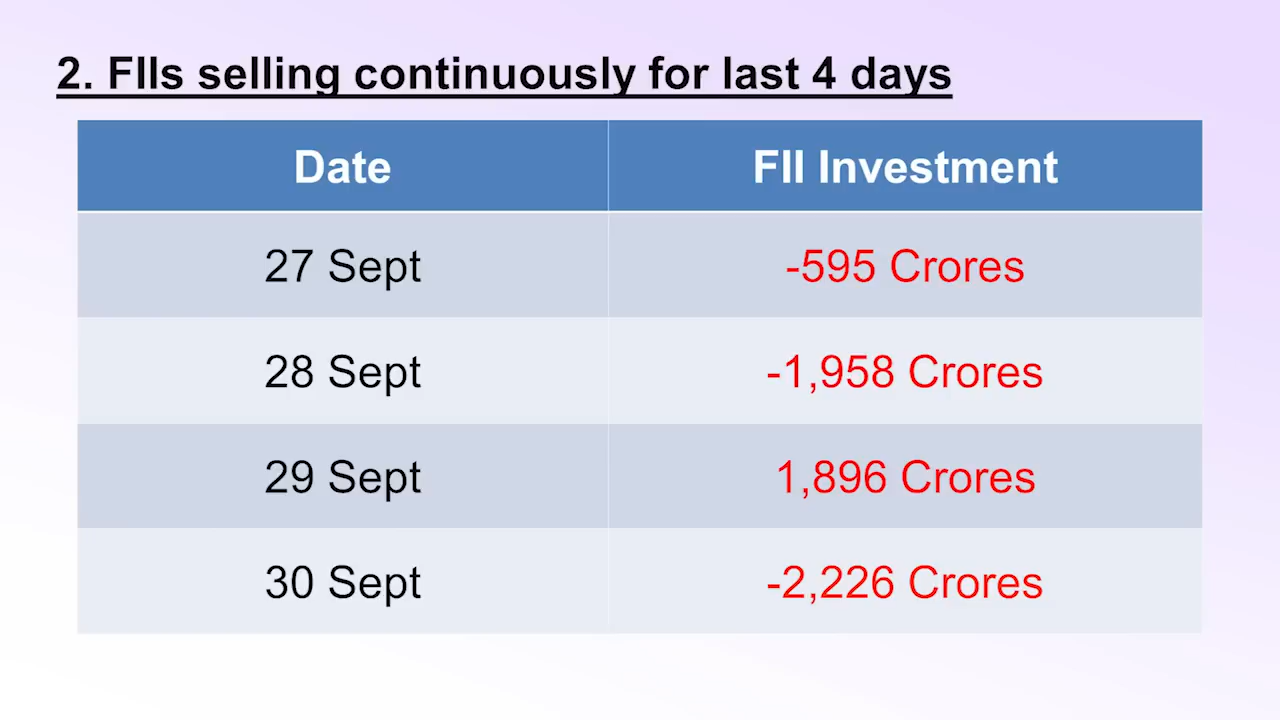 2. FIIs selling continuously for last 4 days
Date FII Investment
27 Sept -595 Crores
28 Sept -1,958 Crores
29 Sept 1,896 Crores
30 Sept -2,226 Crores